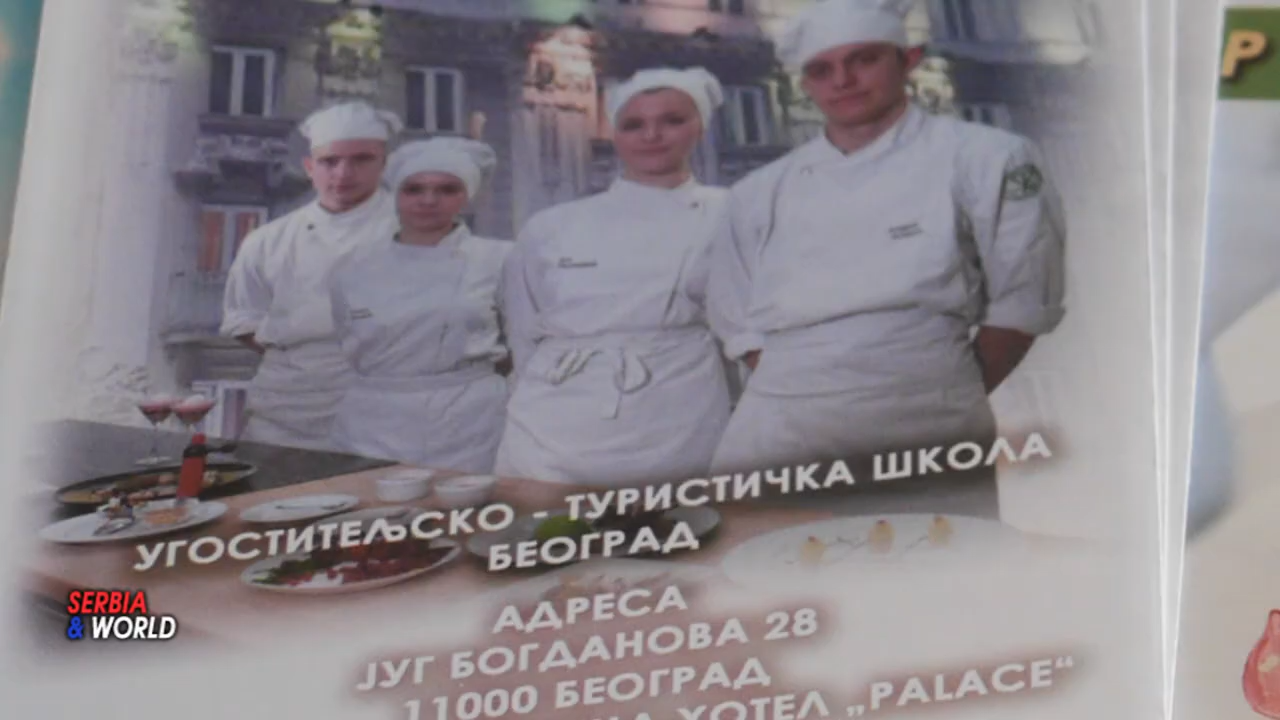 Р
УГОСТИТЕЉСКО - ТУРИСТИЧКА ШКОЛА
БЕОГРАД
АДРЕСА
ЈУГ БОГДАНОВА 28
11000 БЕОГРАД
ХОТЕЛ „PALACE“
SERBIA
& WORLD